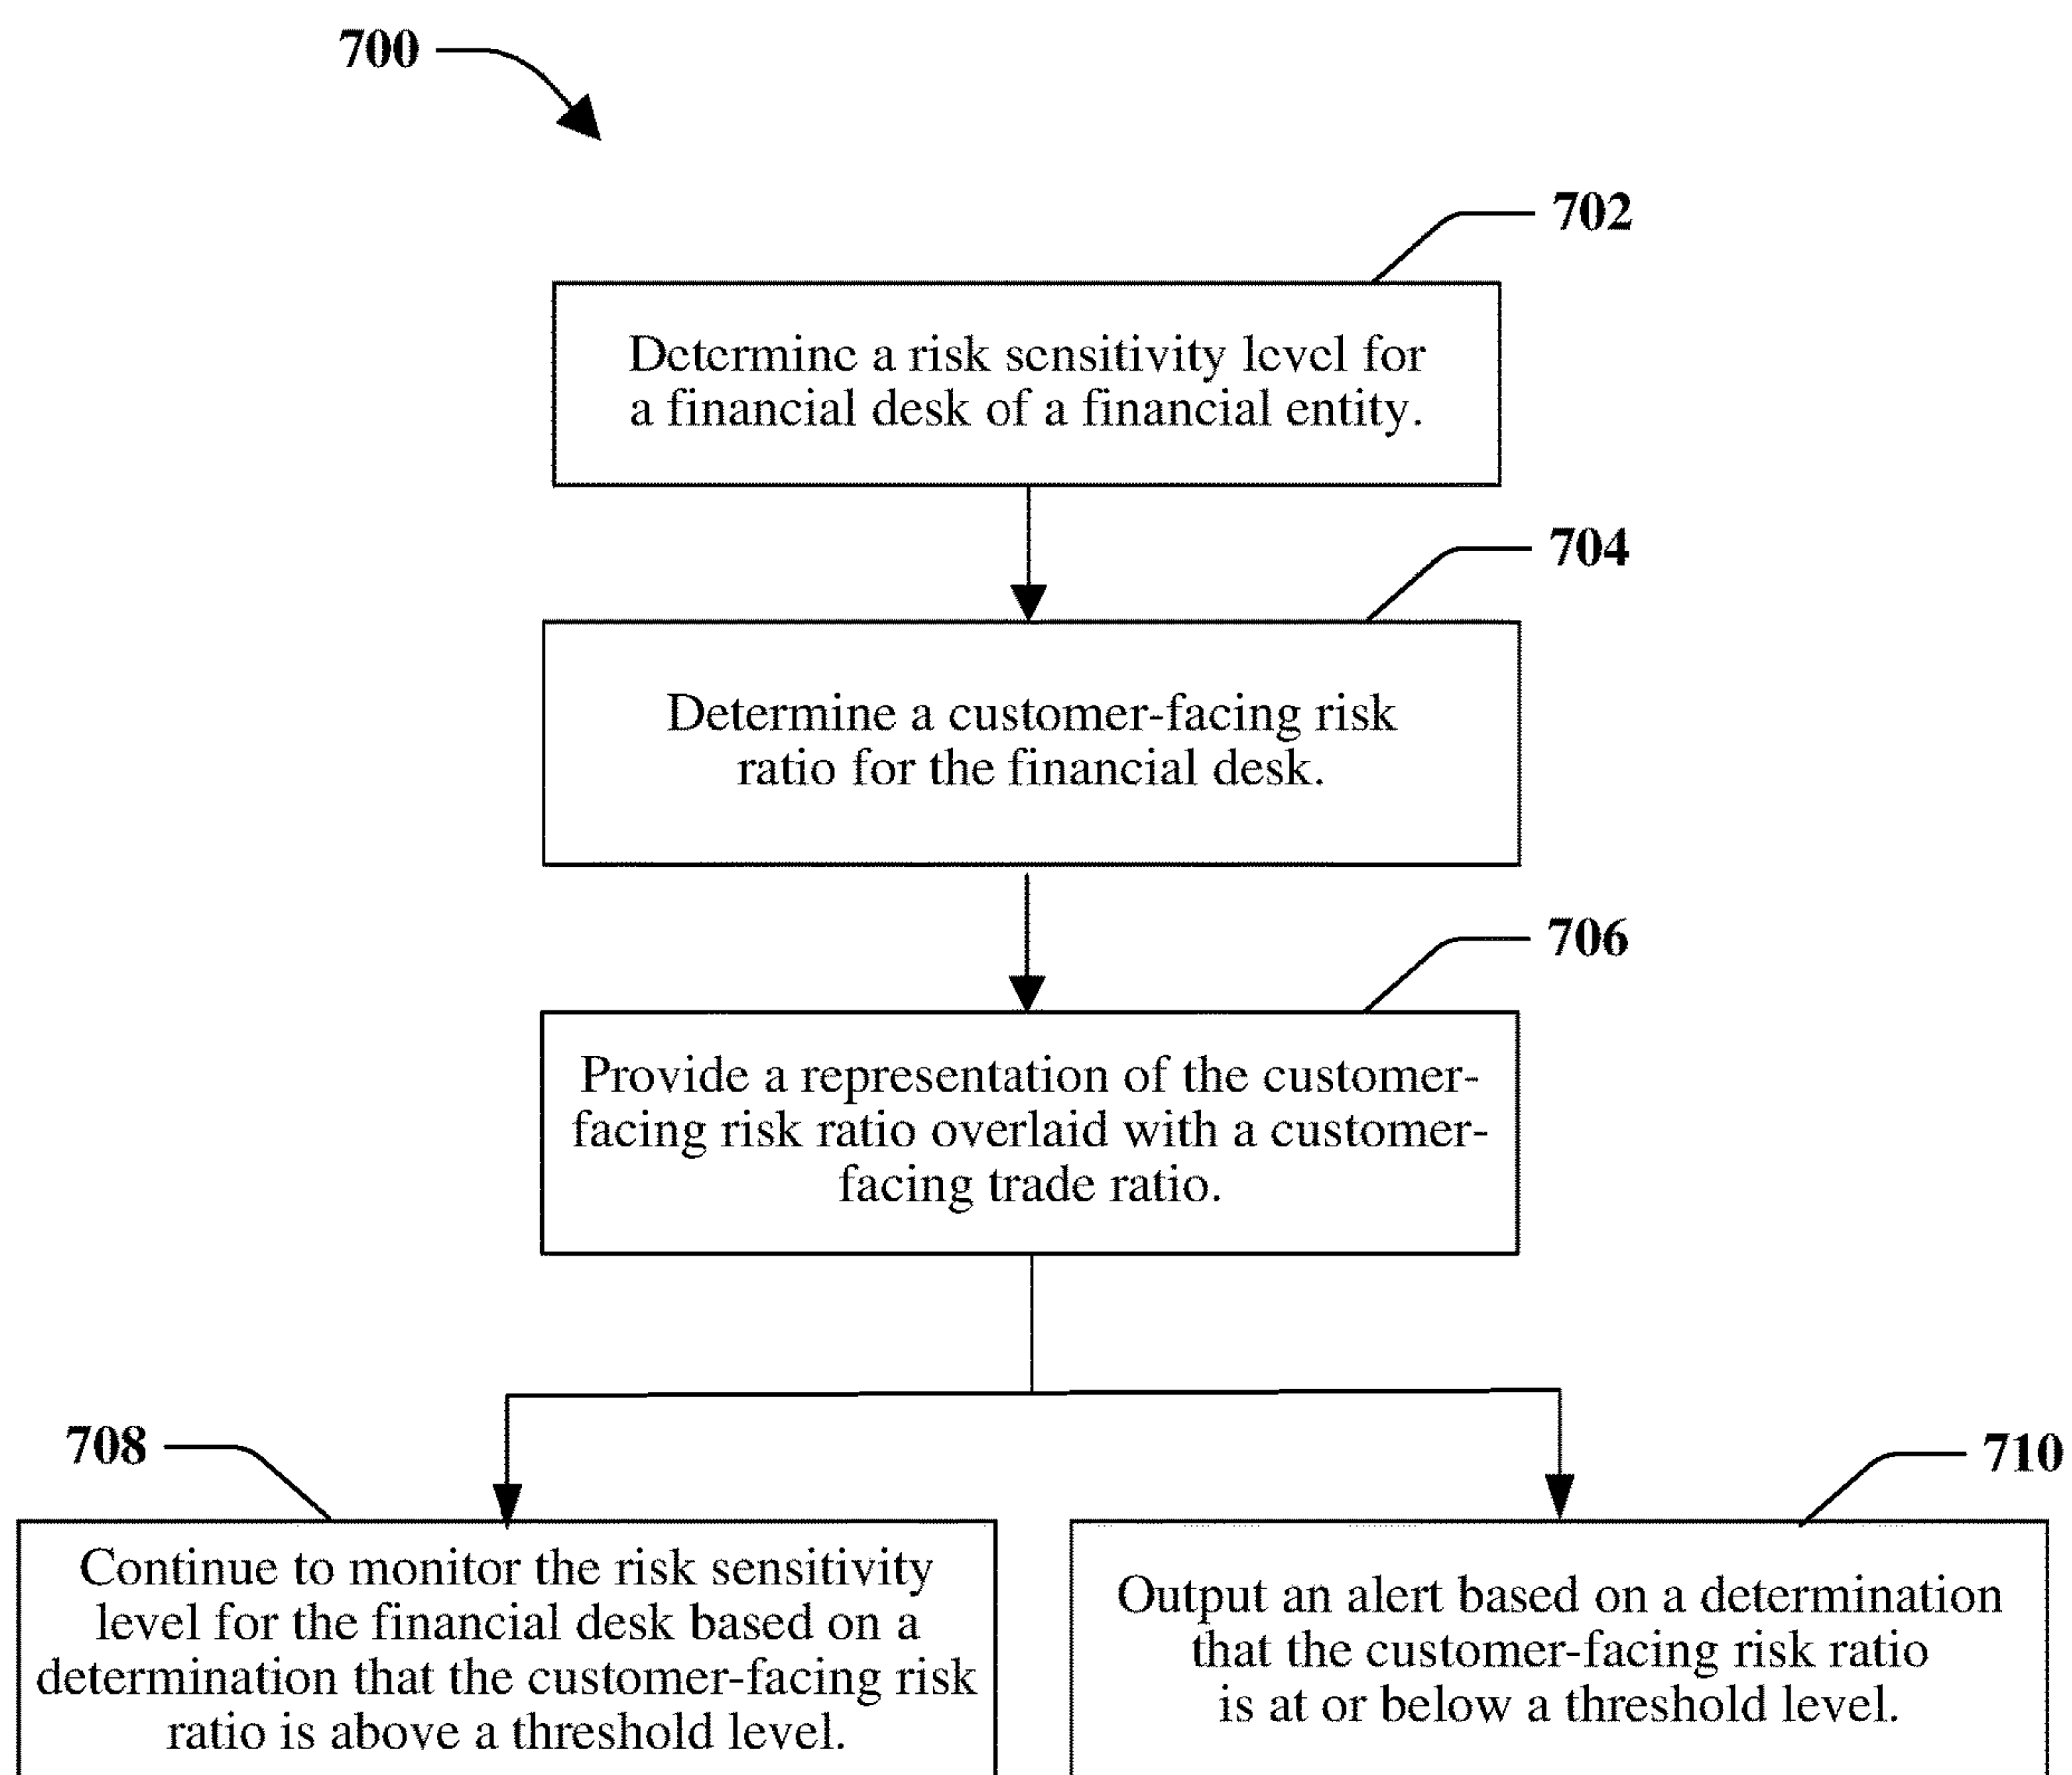 700
702
Determine a risk sensitivity level for
a financial desk of a financial entity.
704
Determine a customer-facing risk
ratio for the financial desk.
706
Provide a representation of the customer-
facing risk ratio overlaid with a customer-
facing trade ratio.
708
Continue to monitor the risk sensitivity
level for the financial desk based on a
determination that the customer-facing risk
ratio is above a threshold level.
710
Output an alert based on a determination
that the customer-facing risk ratio
is at or below a threshold level.